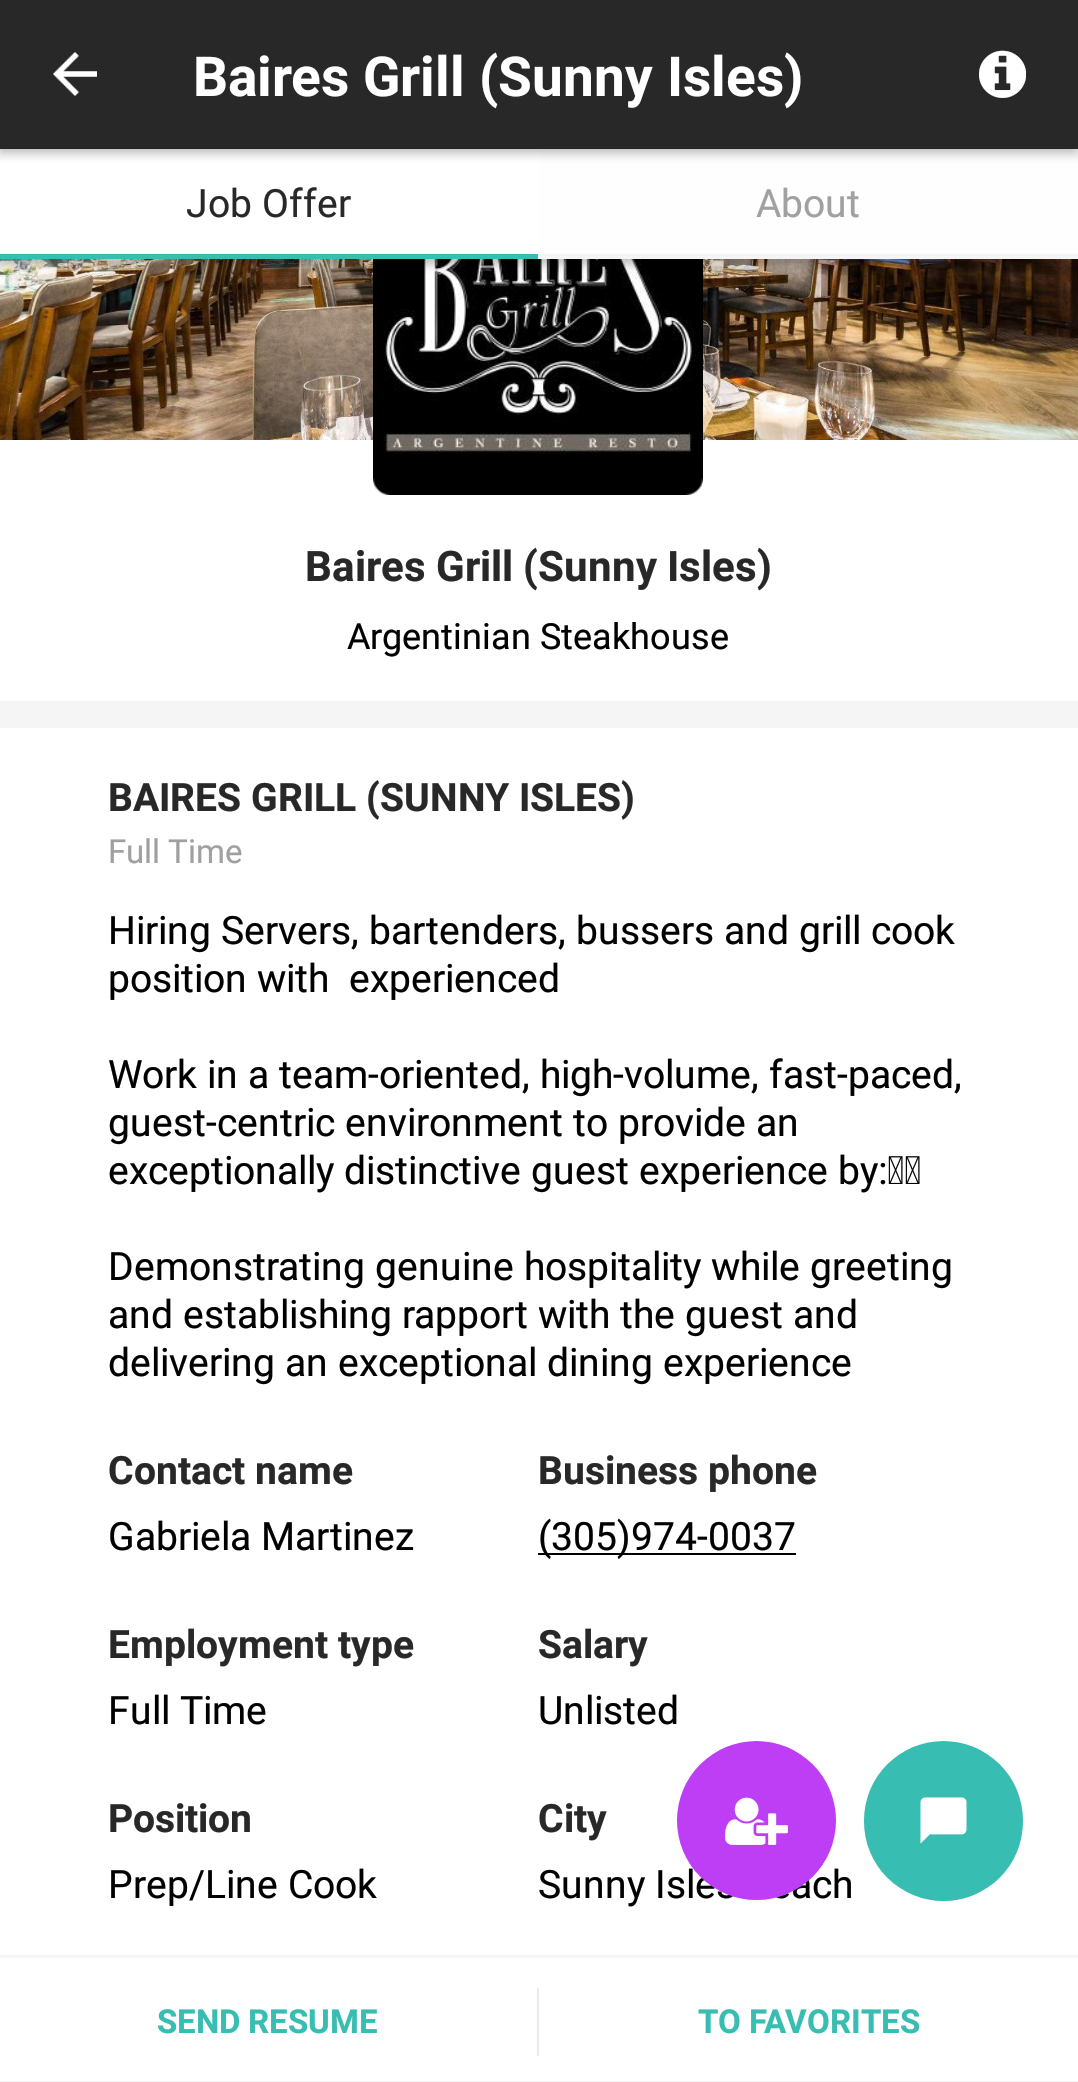 Baires Grill (Sunny Isles)
Job Offer
About
Grill
ARGENTINE RESTO
Baires Grill (Sunny Isles)
Argentinian Steakhouse
BAIRES GRILL (SUNNY ISLES)
Full Time
Hiring Servers, bartenders, bussers and grill cook
position with  experienced
Work in a team-oriented, high-volume, fast-paced,
guest-centric environment to provide an
exceptionally distinctive guest experience by:
Demonstrating genuine hospitality while greeting
and establishing rapport with the guest and
delivering an exceptional dining experience
Contact name
Business phone
Gabriela Martinez
(305)974-0037
Employment type
Salary
Full Time
Unlisted
Position
City
Prep/Line Cook
Sunny Isles
SEND RESUME
TO FAVORITES